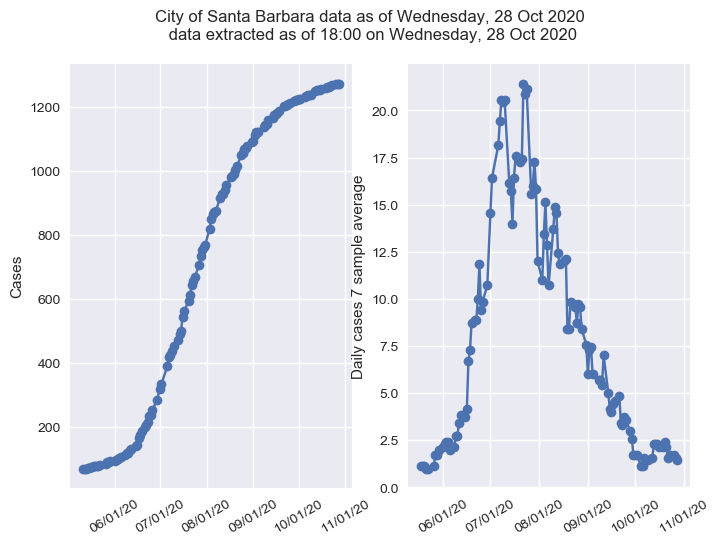 City of Santa Barbara data as of Wednesday, 28 Oct 2020
data extracted as of 18:00 on Wednesday, 28 Oct 2020
Cases
1200
1000
800
600
400
200
06/01/20 07/01/20 08/01/20 09/01/20 10/01/20 11/01/20
Daily cases 7 sample average
20.0
17.5
15.0
12.5
10.0
7.5
5.0
2.5
0.0
06/01/20 07/01/20 08/01/20 09/01/20 10/01/20 11/01/20